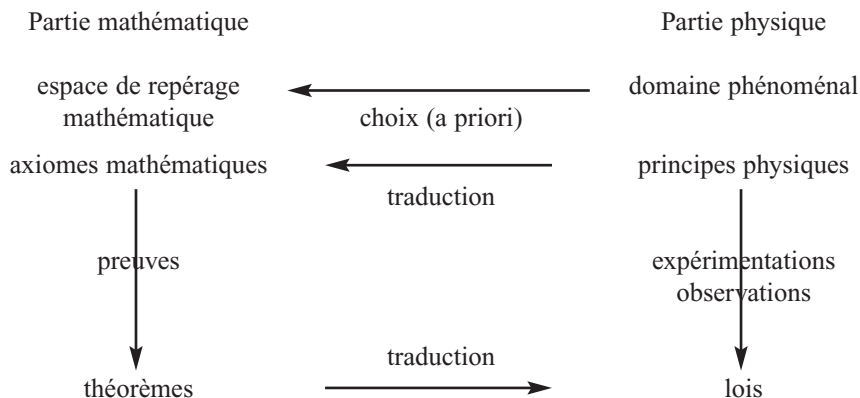 Partie mathématique
Partie physique
espace de repérage
mathématique
domaine phénoménal
choix (a priori)
axiomes mathématiques
principes physiques
traduction
preuves
expérimentations
observations
traduction
théorèmes
lois